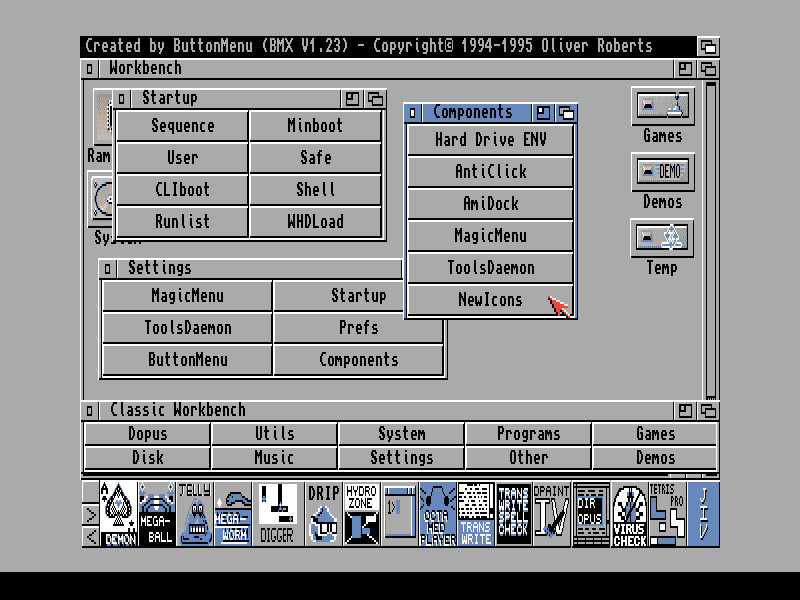 Created by ButtonMenu (BMX V1.23) - Copyright© 1994-1995 Oliver Roberts
Workbench
Startup
Sequence Minboot
User Safe
CLIboot Shell
Runlist WHDLoad
Ram
Components
Hard Drive ENV
AntiClick
AmiDock
MagicMenu
ToolsDaemon
NewIcons
Games
DEMO
Demos
Temp
Settings
MagicMenu Startup
ToolsDaemon Prefs
ButtonMenu Components
Classic Workbench
Dopus Utils System Programs Games
Disk Music Settings Other Demos
> <
A DEMON
MEGA-
BALL
JELLY
MEGA-
WORM
DIGGER
DRIP
HYDRO
ZONE
1>
OCTA
MED
PLAYER
TRANS
WRITE
TRANS
WRITE
SPELL
CHECK
DPAINT
IV
DIR
OPUS
VIRUS
CHECK
TETRIS
PRO